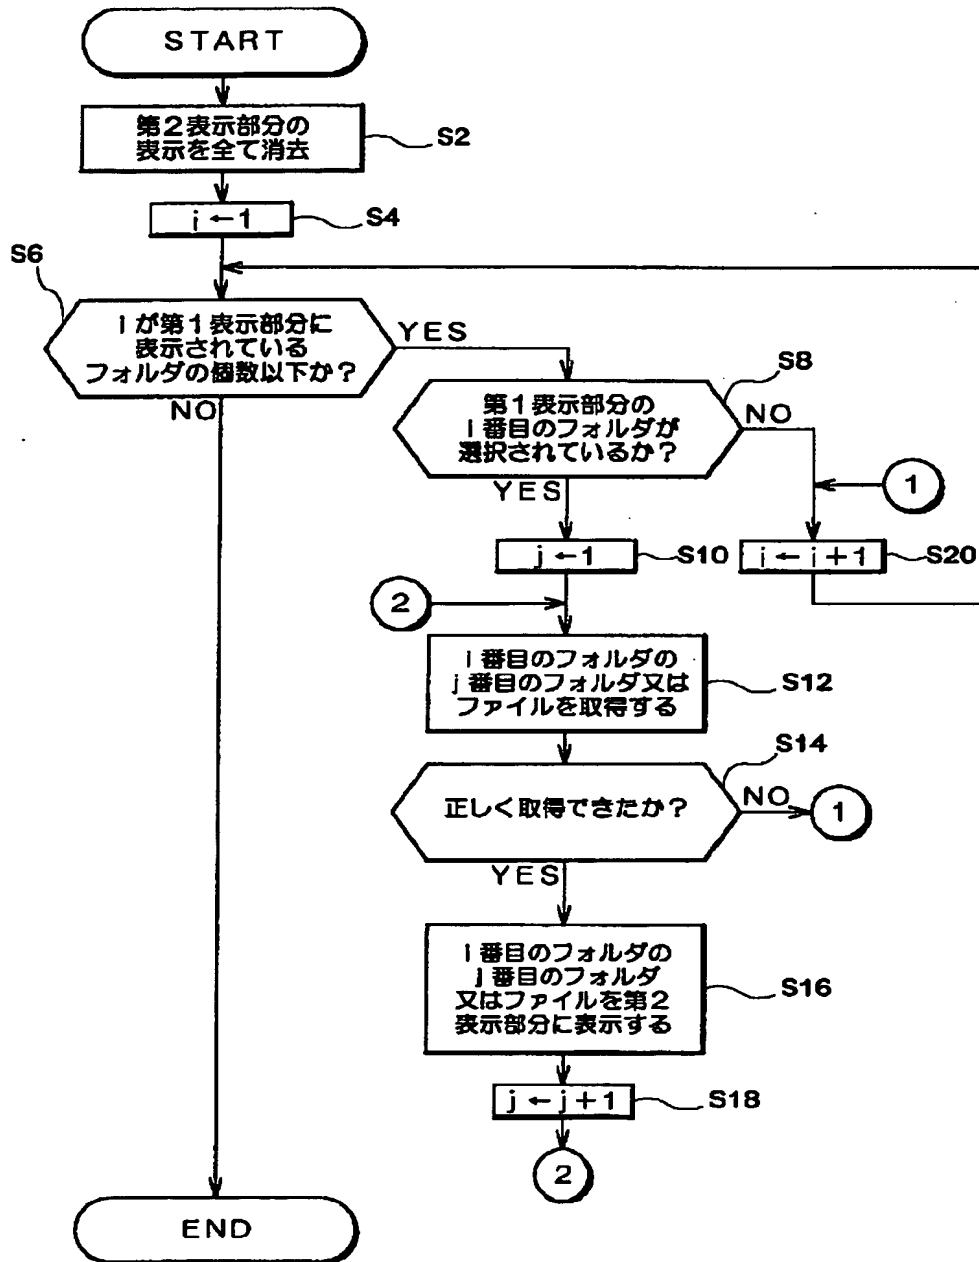 START
第2表示部分の
表示を全て消去
S2
i ← 1
S4
S6
iが第1表示部分に
表示されている
フォルダの個数以下か？
YES
NO
S8
第1表示部分の
i番目のフォルダが
選択されているか？
NO
YES
1
j ← 1
S10
i ← i + 1
S20
2
i番目のフォルダの
j番目のフォルダ又は
ファイルを取得する
S12
S14
正しく取得できたか？
NO
1
YES
i番目のフォルダの
j番目のフォルダ
又はファイルを第2
表示部分に表示する
S16
j ← j + 1
S18
2
END